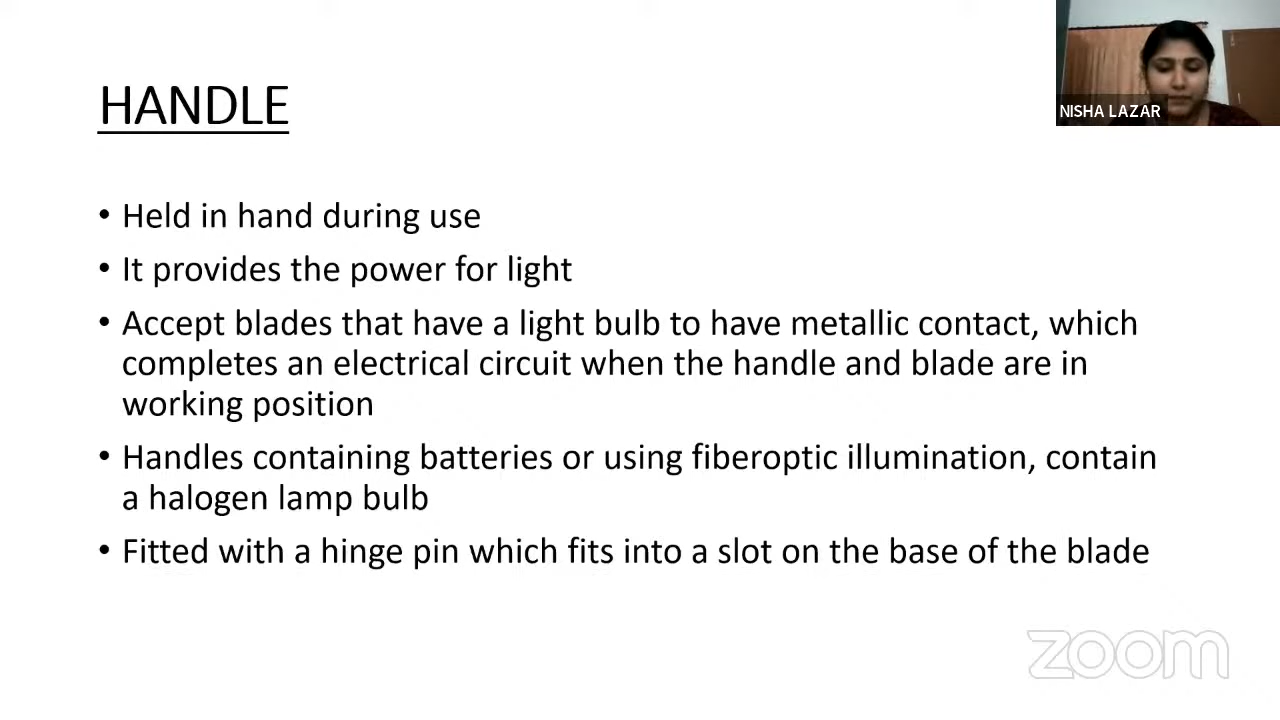 HANDLE
NISHA LAZAR
• Held in hand during use
• It provides the power for light
• Accept blades that have a light bulb to have metallic contact, which
completes an electrical circuit when the handle and blade are in
working position
• Handles containing batteries or using fiberoptic illumination, contain
a halogen lamp bulb
• Fitted with a hinge pin which fits into a slot on the base of the blade
zoom